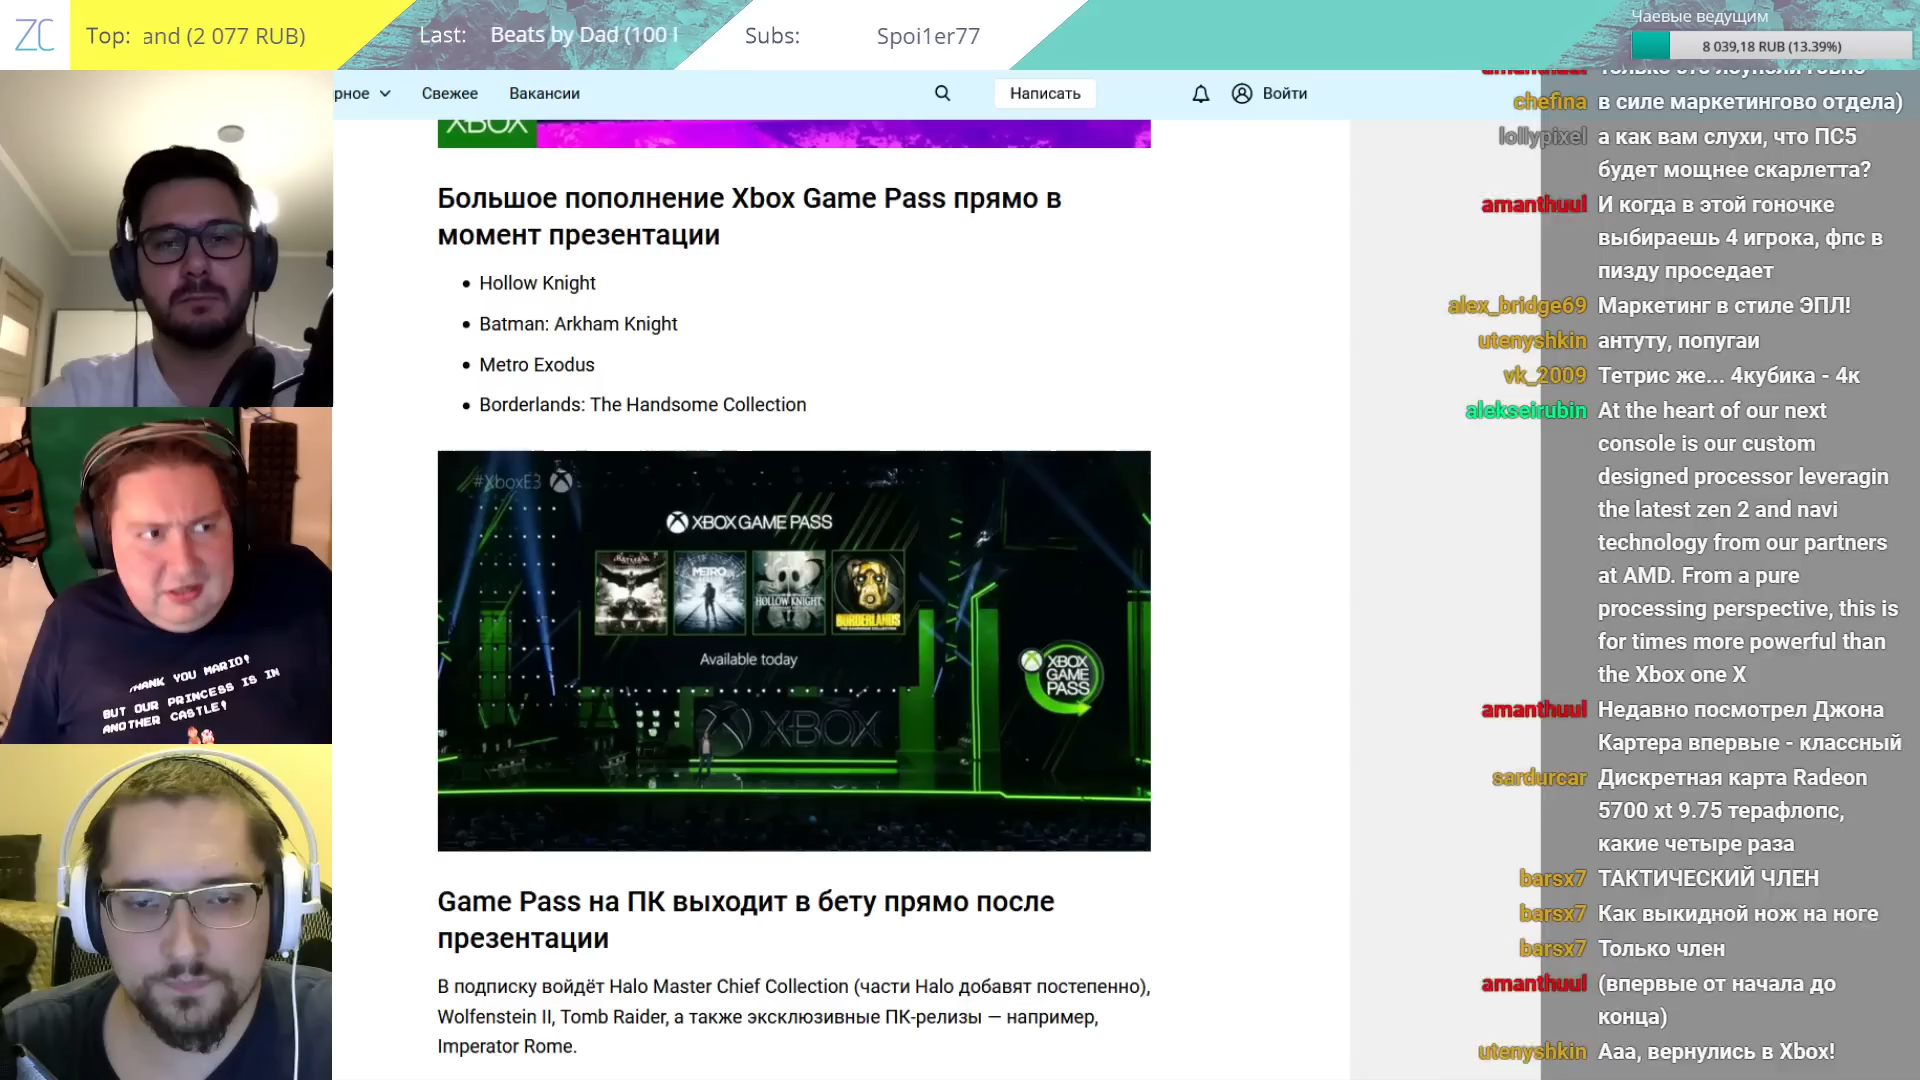 ZC
Top: and (2 077 RUB)
Last: Beats by Dad (100
Subs: Spoi1er77
Чаевые ведущим
8 039,18 RUB (13.39%)
рное
Свежее
Вакансии
Написать
Войти
XBOX
Большое пополнение Xbox Game Pass прямо в
момент презентации
Hollow Knight
Batman: Arkham Knight
Metro Exodus
Borderlands: The Handsome Collection
#XboxE3
XBOX GAME PASS
BATMAN
METRO
HOLLOW KNIGHT
BORDERLANDS
Available today
XBOX
GAME
PASS
XBOX
Game Pass на ПК выходит в бету прямо после
презентации
В подписку войдёт Halo Master Chief Collection (части Halo добавят постепенно),
Wolfenstein II, Tomb Raider, а также эксклюзивные ПК-релизы — например,
Imperator Rome.
THANK YOU MARIO!
BUT OUR PRINCESS IS IN
ANOTHER CASTLE!
chefina в силе маркетингово отдела)
lollypixel а как вам слухи, что ПС5
будет мощнее скарлетта?
amanthuul И когда в этой гоночке
выбираешь 4 игрока, фпс в
пизду проседает
alex_bridge69 Маркетинг в стиле ЭПЛ!
utenyshkin антуту, попугаи
vk_2009 Тетрис же... 4кубика - 4к
alekseirubin At the heart of our next
console is our custom
designed processor leveragin
the latest zen 2 and navi
technology from our partners
at AMD. From a pure
processing perspective, this is
for times more powerful than
the Xbox one X
amanthuul Недавно посмотрел Джона
Картера впервые - классный
sardurcar Дискретная карта Radeon
5700 xt 9.75 терафлопс,
какие четыре раза
barsx7 ТАКТИЧЕСКИЙ ЧЛЕН
barsx7 Как выкидной нож на ноге
barsx7 Только член
amanthuul (впервые от начала до
конца)
utenyshkin Ааа, вернулись в Xbox!